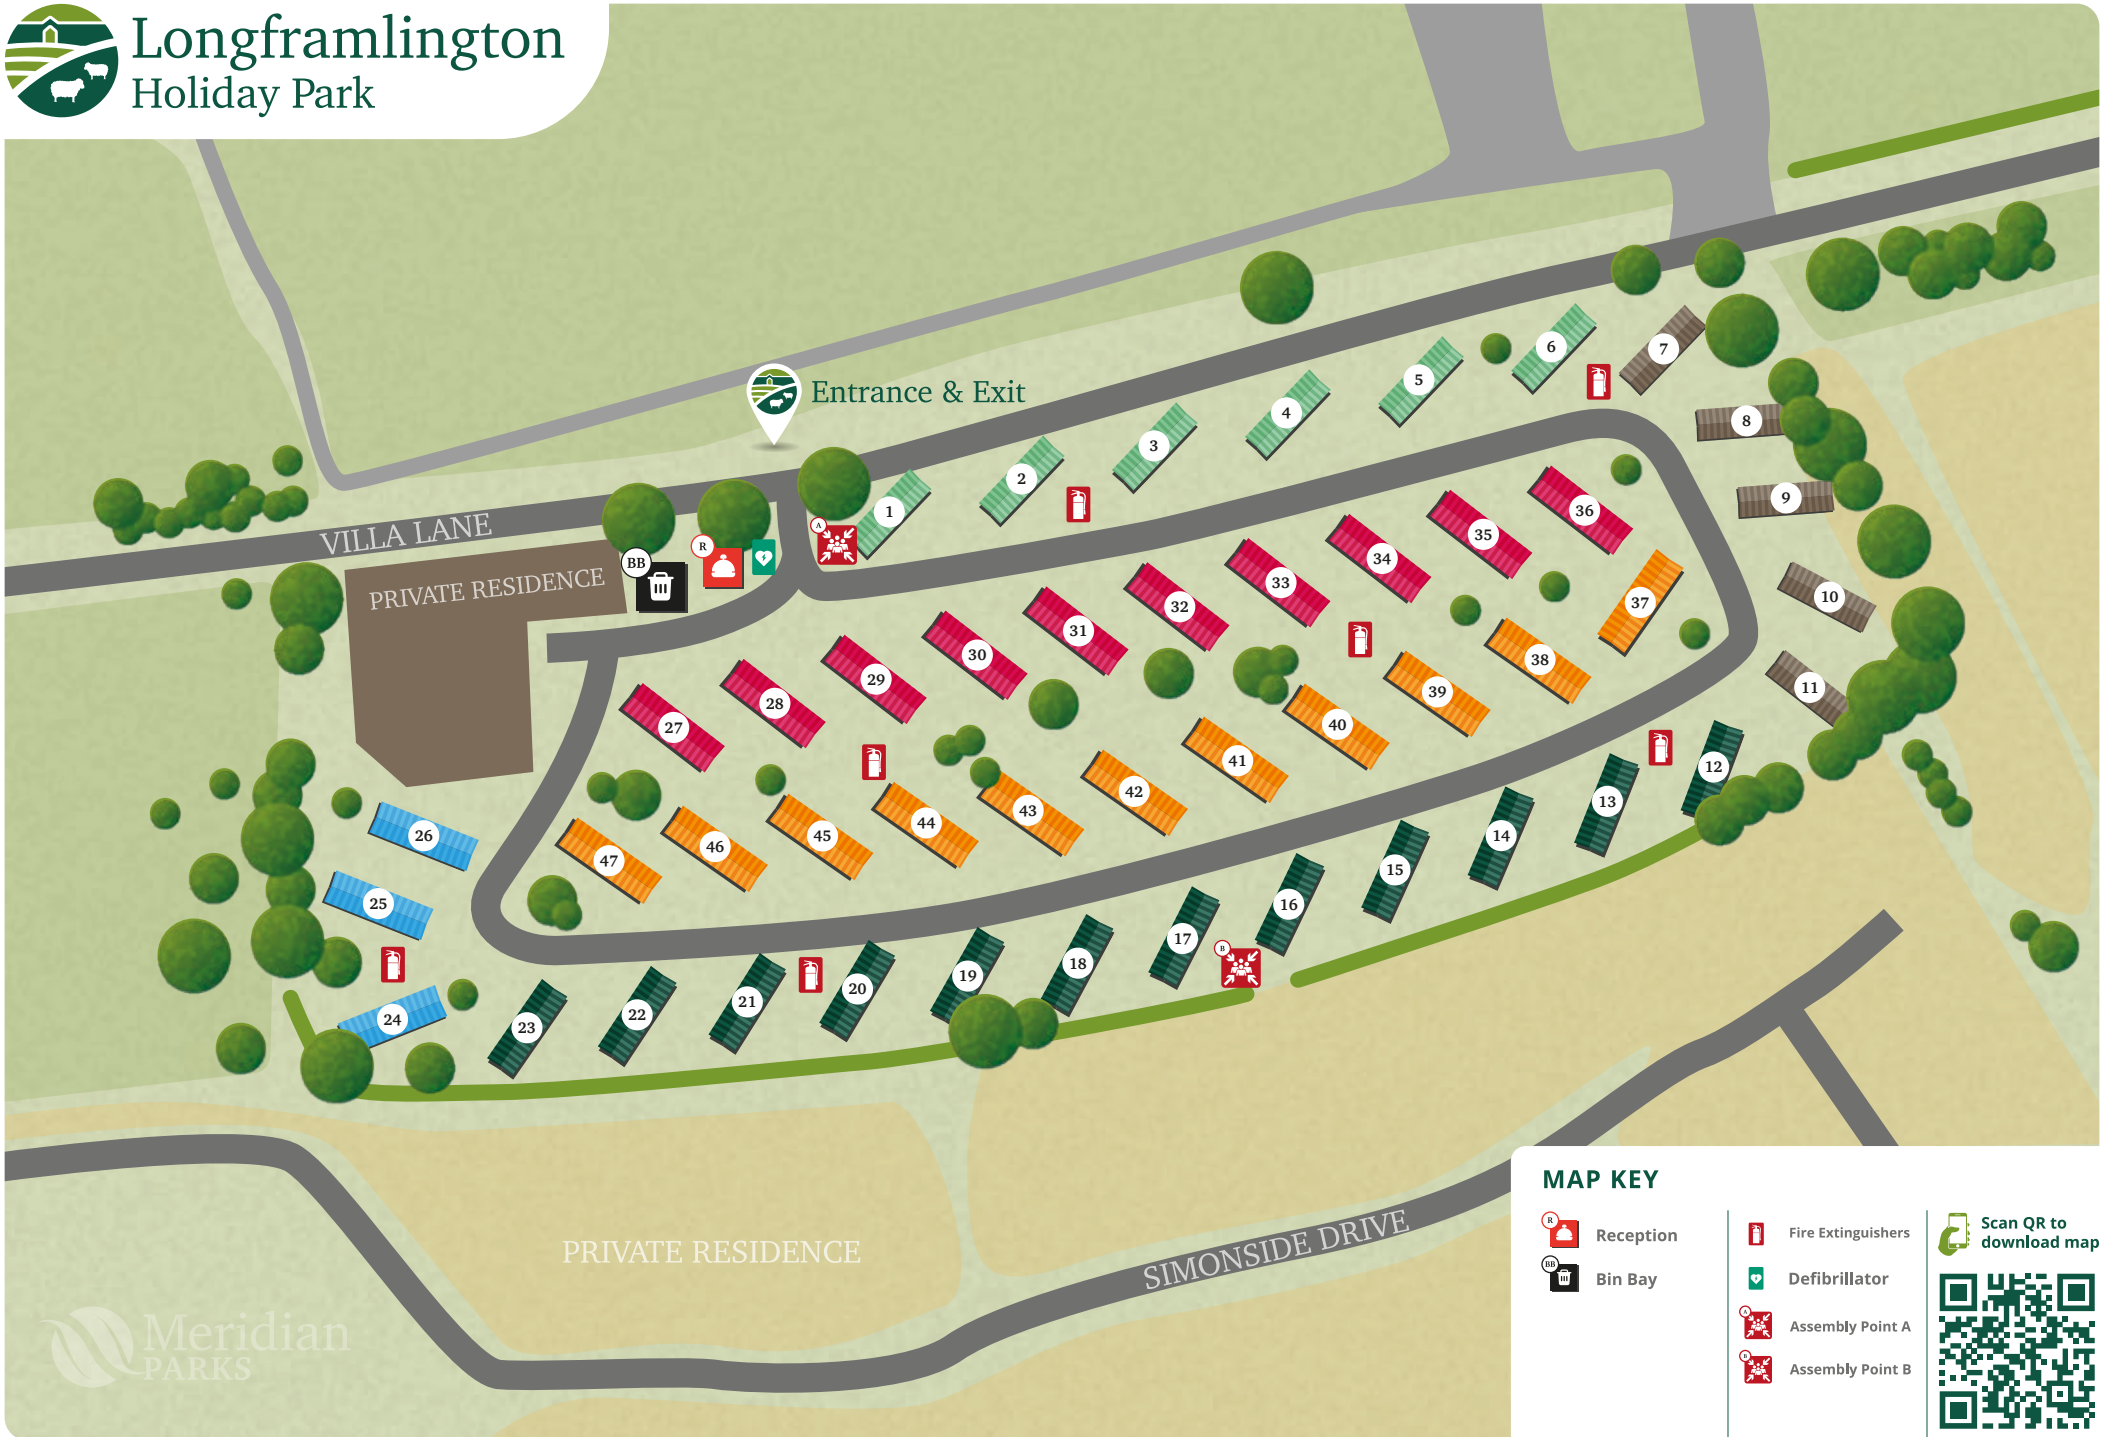 Longframlington
Holiday Park
Entrance & Exit
VILLA LANE
PRIVATE RESIDENCE
BB
R
A
1
2
3
4
5
6
7
8
9
10
11
12
13
14
15
16
B
17
18
19
20
21
22
23
24
25
26
27
28
29
30
31
32
33
34
35
36
37
38
39
40
41
42
43
44
45
46
47
PRIVATE RESIDENCE
SIMONSIDE DRIVE
Meridian
PARKS
MAP KEY
R
Reception
BB
Bin Bay
Fire Extinguishers
Defibrillator
A
Assembly Point A
B
Assembly Point B
Scan QR to
download map